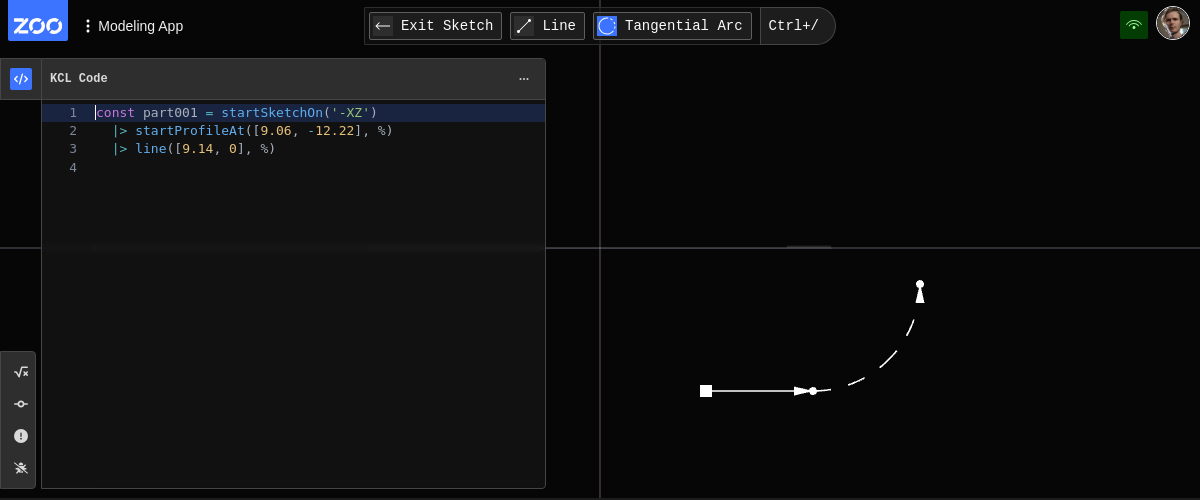 ZOO
Modeling App
Exit Sketch
Line
Tangential Arc
Ctrl+/
KCL Code
1 const part001 = startSketchOn('-XZ')
2 |> startProfileAt([9.06, -12.22], %)
3 |> line([9.14, 0], %)
4